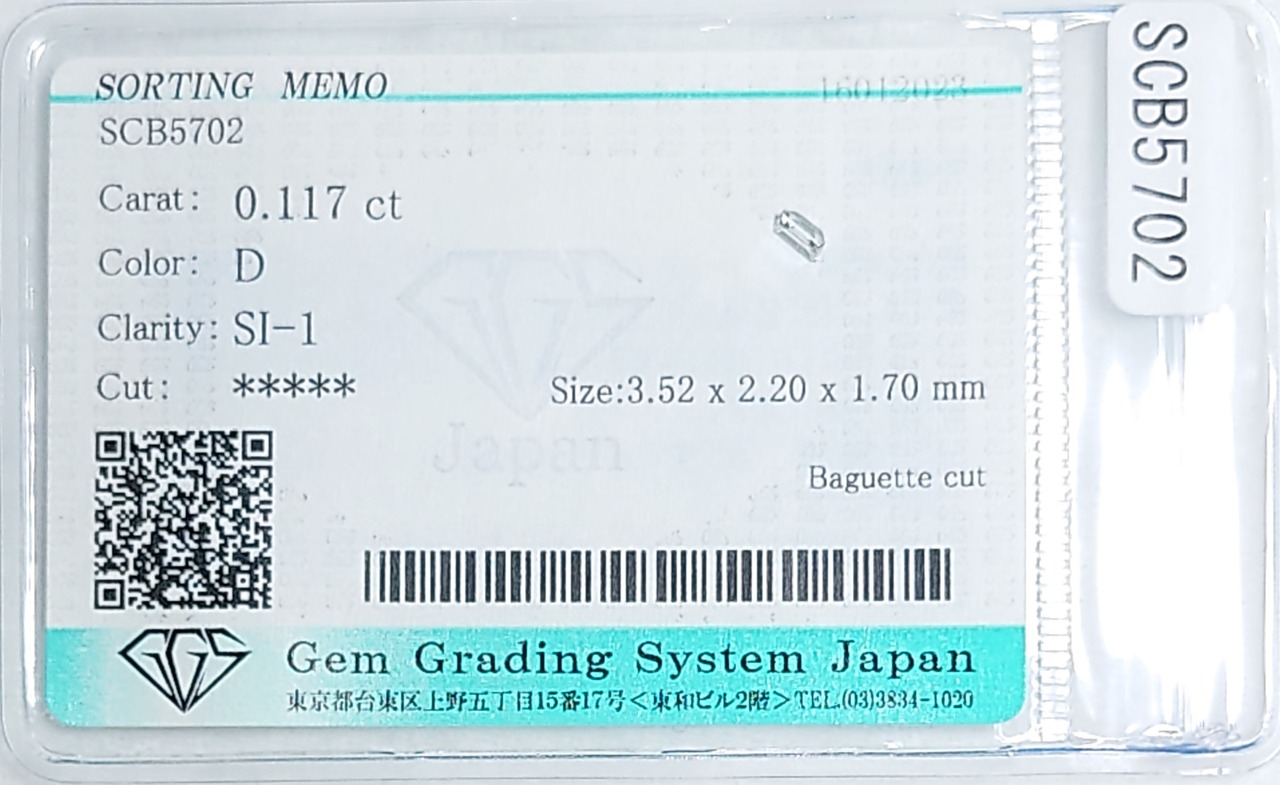 SORTING MEMO
16012023
SCB5702
Carat: 0.117 ct
Color: D
Clarity: SI-1
Cut: *****
Size:3.52 x 2.20 x 1.70 mm
Japan
Baguette cut
GGS
Gem Grading System Japan
東京都台東区上野五丁目15番17号<東和ビル2階>TEL.(03)3834-1020
SCB5702